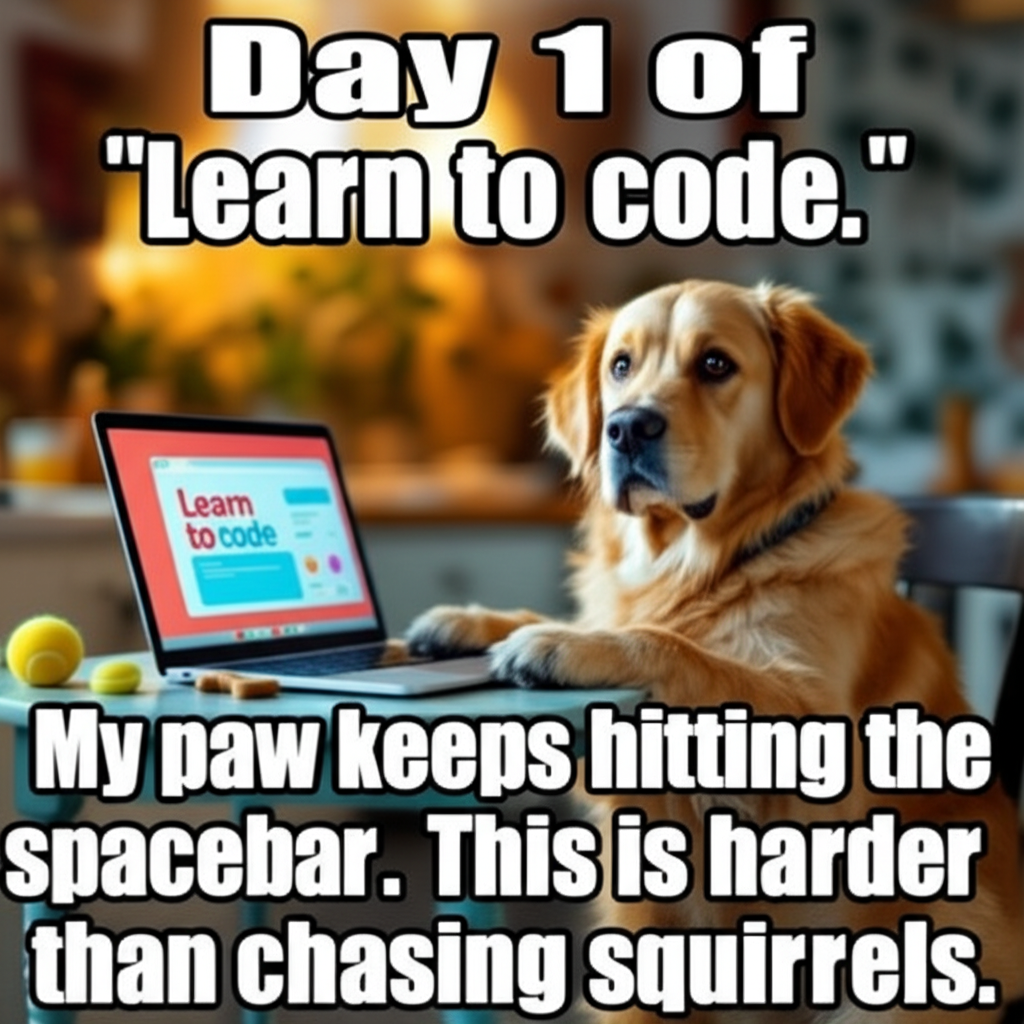 Day 1 of
"Learn to code."
Learn
to code
My paw keeps hitting the
spacebar. This is harder
than chasing squirrels.